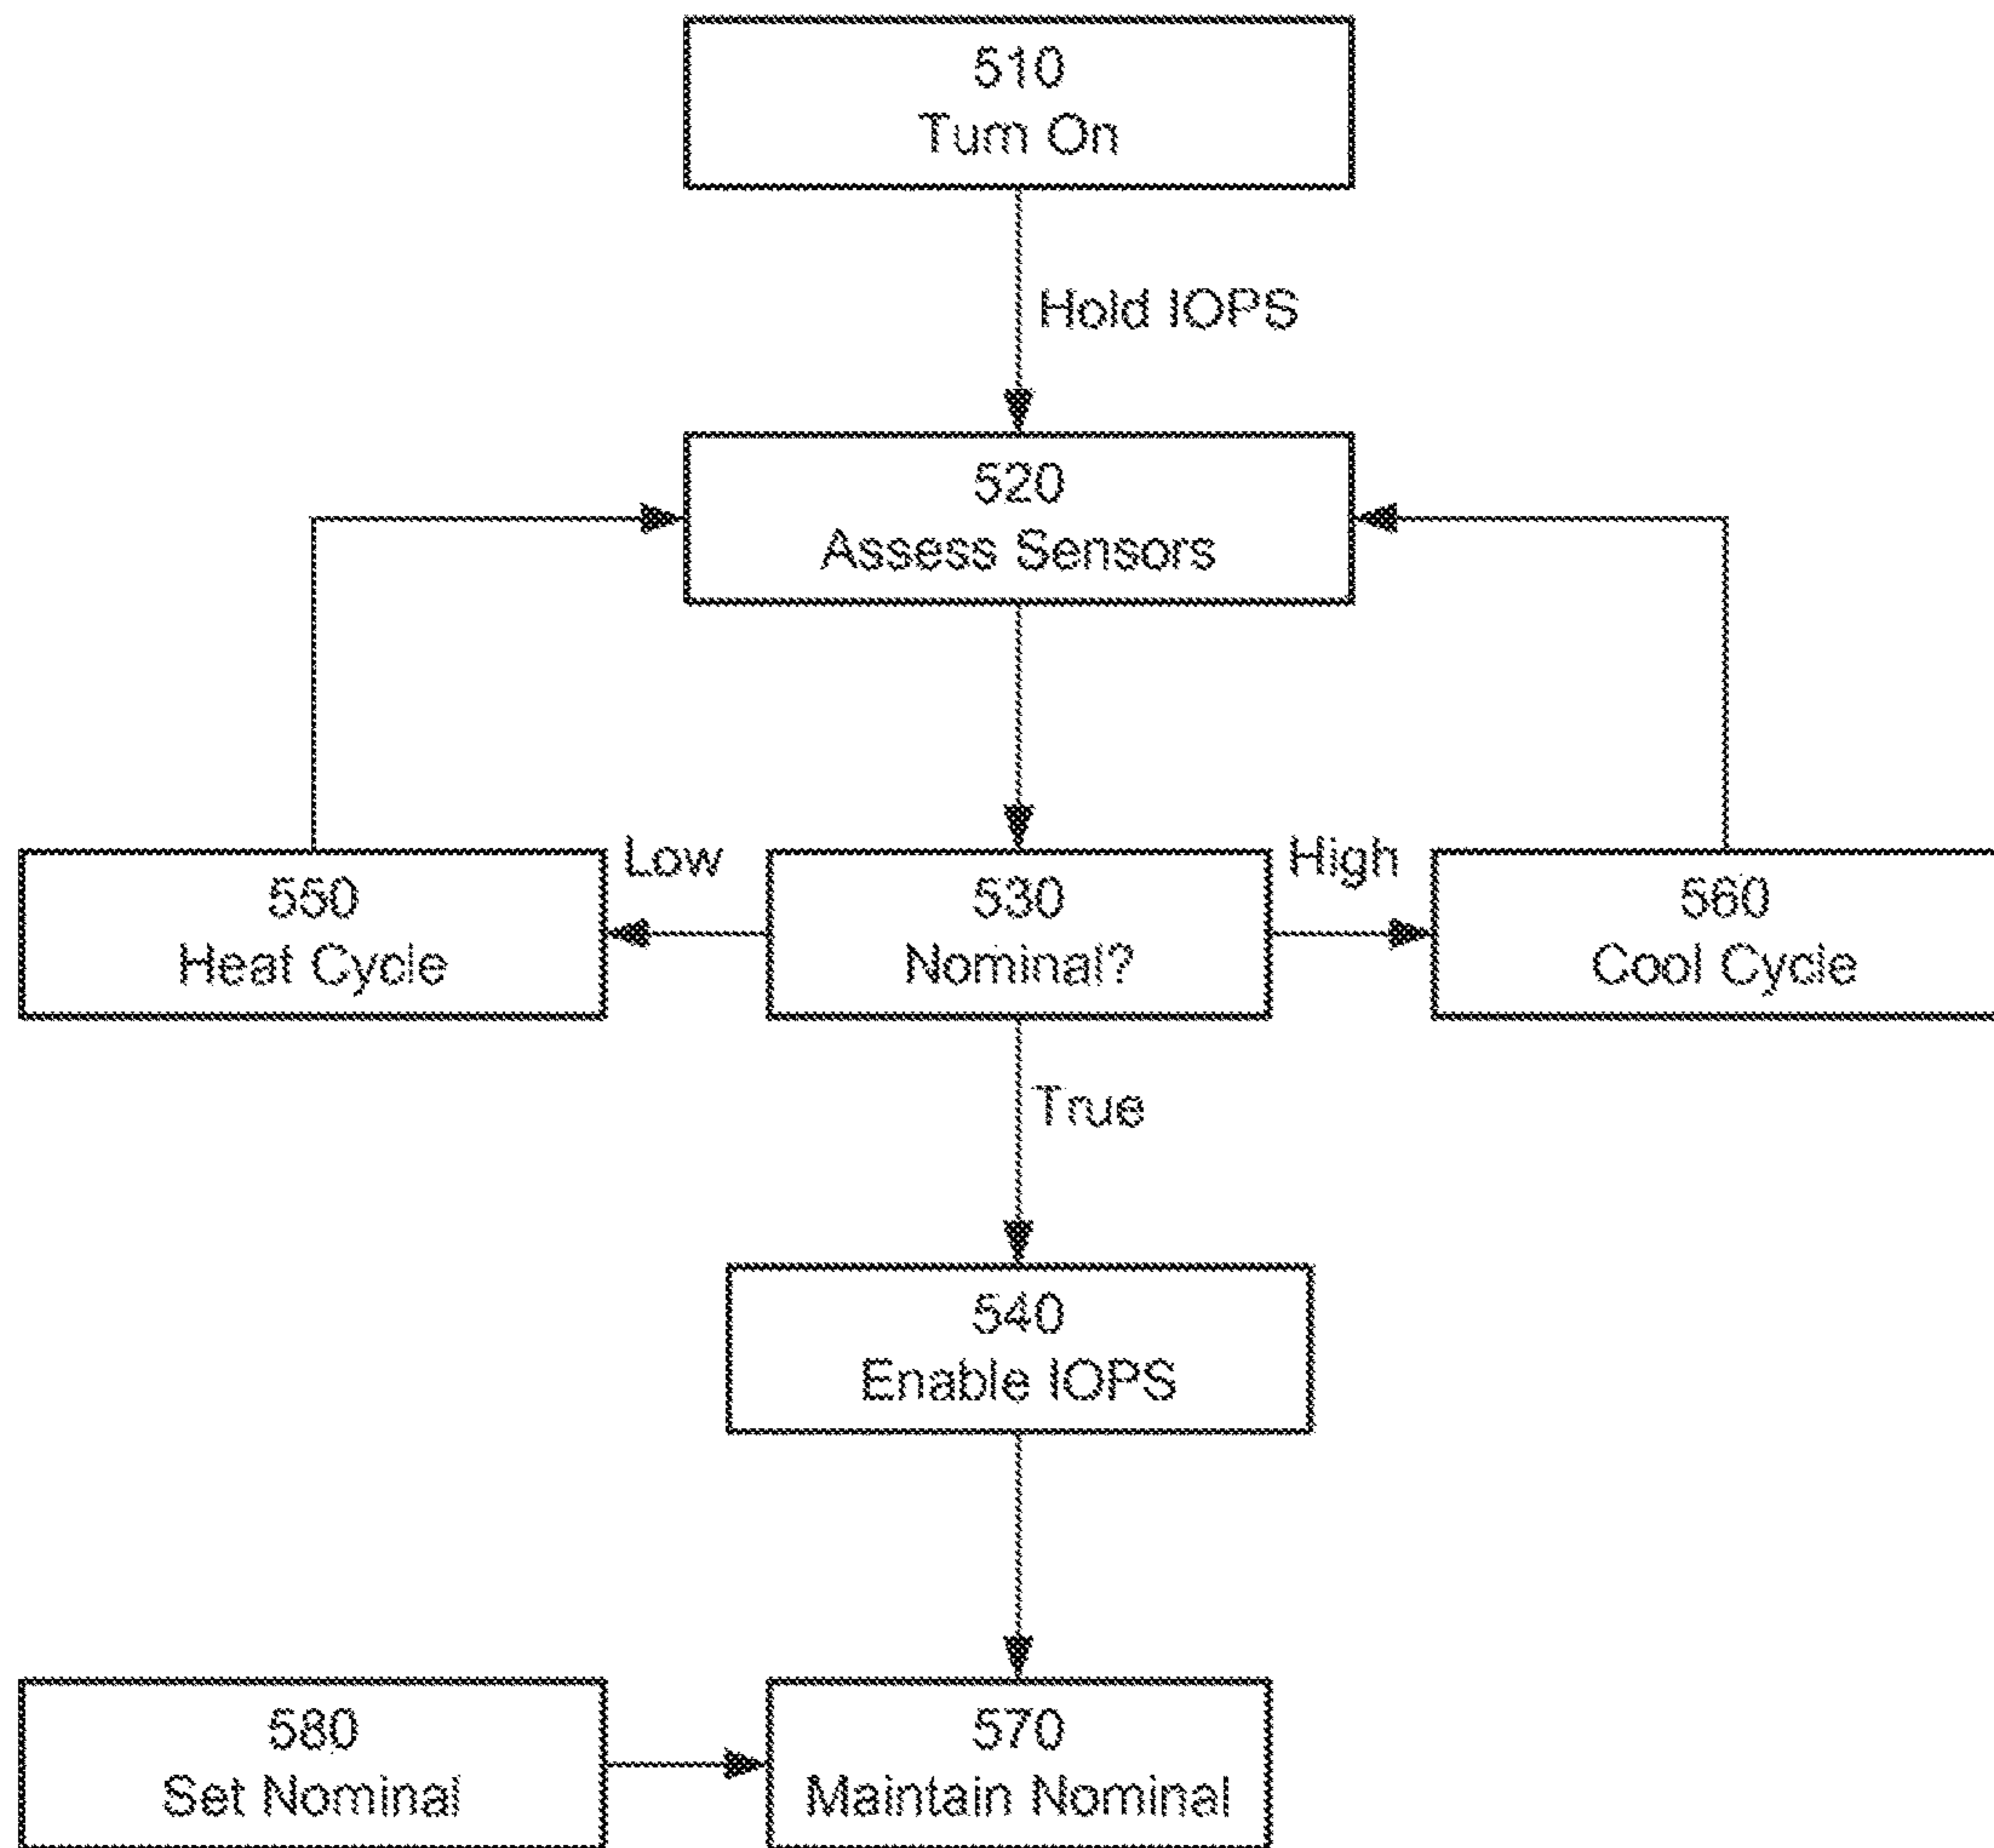 510
Turn On
Hold IOPS
520
Assess Sensors
Low
High
550
Heat Cycle
530
Nominal?
560
Cool Cycle
True
540
Enable IOPS
580
Set Nominal
570
Maintain Nominal